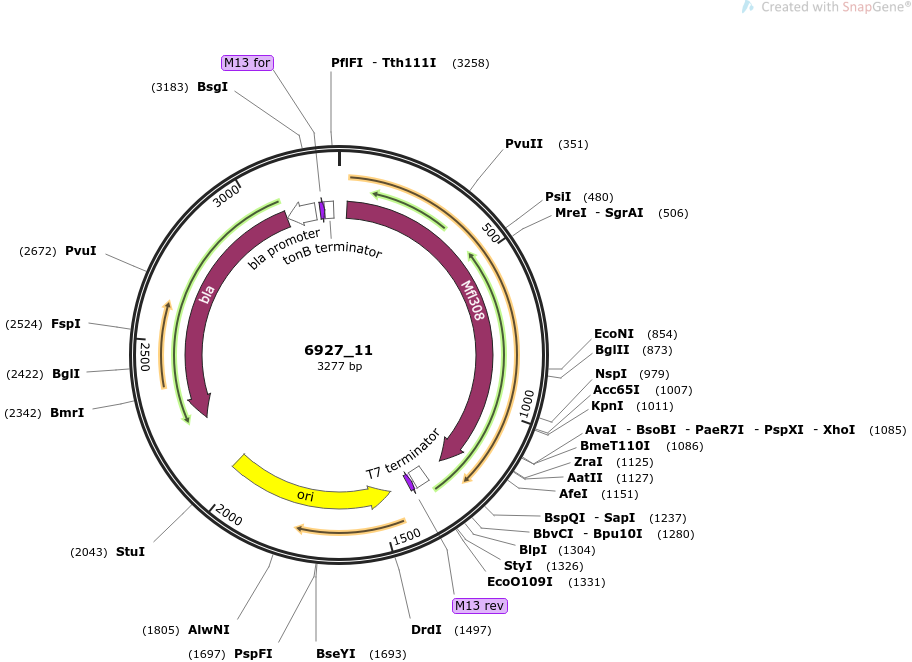 Created with SnapGene®
M13 for
PflFI - Tth111I (3258)
(3183) BsgI
PvuII (351)
PsiI (480)
MreI - SgrAI (506)
3000
500
bla promoter
tonB terminator
(2672) PvuI
bla
Mfl308
(2524) FspI
EcoNI (854)
BglII (873)
2500
6927_11
3277 bp
(2422) BglI
NspI (979)
Acc65I (1007)
(2342) BmrI
KpnI (1011)
1000
AvaI - BsoBI - PaeR7I - PspXI - XhoI (1085)
BmeT110I (1086)
T7 terminator
ZraI (1125)
AatII (1127)
AfeI (1151)
ori
2000
BspQI - SapI (1237)
BbvCI - Bpu10I (1280)
1500
(2043) StuI
BlpI (1304)
StyI (1326)
EcoO109I (1331)
M13 rev
(1805) AlwNI
DrdI (1497)
(1697) PspFI
BseYI (1693)